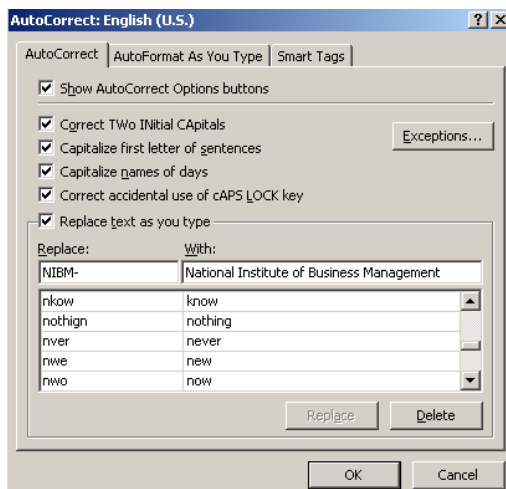 AutoCorrect: English (U.S.)
AutoCorrect AutoFormat As You Type Smart Tags
Show AutoCorrect Options buttons
Correct TWo INitial CApitals
Exceptions...
Capitalize first letter of sentences
Capitalize names of days
Correct accidental use of cAPS LOCK key
Replace text as you type
Replace: With:
NIBM- National Institute of Business Management
nkow know
nothign nothing
nver never
nwe new
nwo now
Replace Delete
OK Cancel